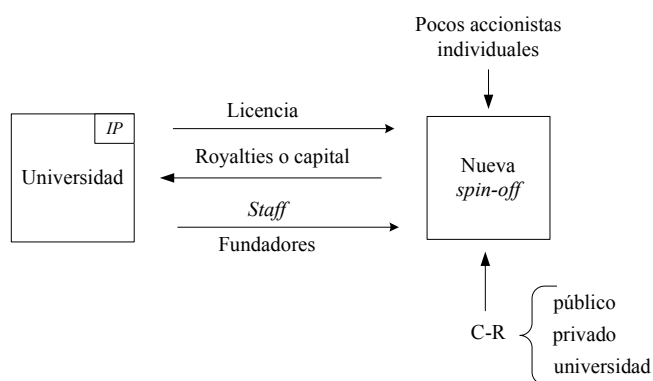 Pocos accionistas
individuales
IP
Universidad
Licencia
Royalties o capital
Staff
Fundadores
Nueva
spin-off
C-R
público
privado
universidad